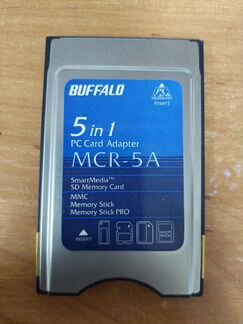 BUFFALO
Insert
5 in 1
PC Card Adapter
MCR-5A
SmartMedia™
SD Memory Card
MMC
Memory Stick
Memory Stick PRO
INSERT